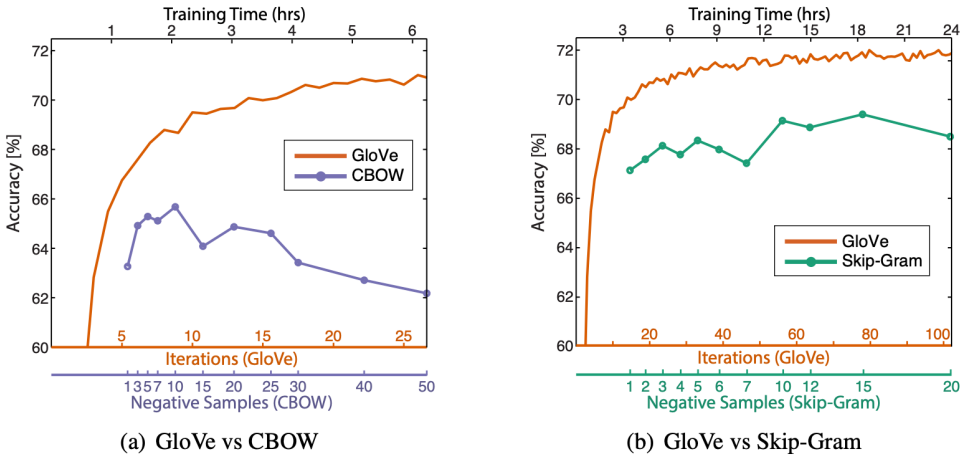 Training Time (hrs)
1 2 3 4 5 6
72
70
68
66
64
62
60
Accuracy [%]
GloVe
CBOW
5 10 15 20 25
Iterations (GloVe)
1 3 5 7 10 15 20 25 30 40 50
Negative Samples (CBOW)
(a) GloVe vs CBOW
Training Time (hrs)
3 6 9 12 15 18 21 24
72
70
68
66
64
62
60
Accuracy [%]
GloVe
Skip-Gram
20 40 60 80 100
Iterations (GloVe)
1 2 3 4 5 6 7 10 12 15 20
Negative Samples (Skip-Gram)
(b) GloVe vs Skip-Gram